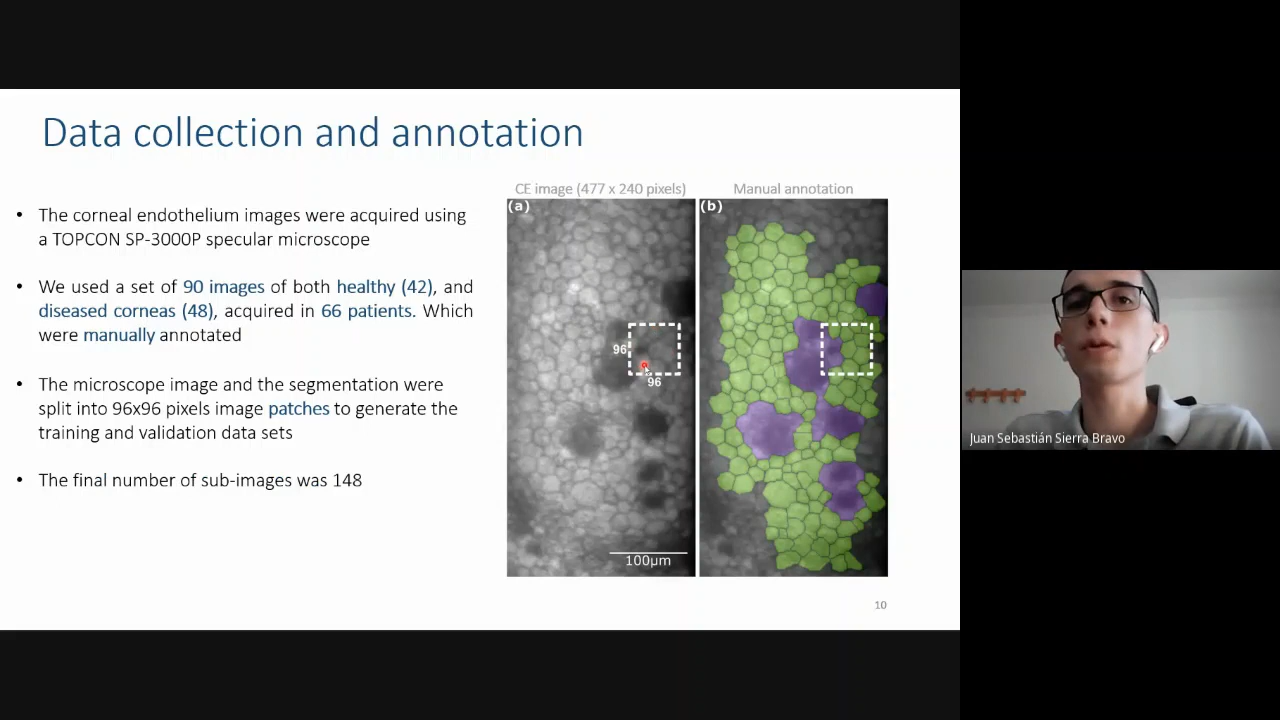 Data collection and annotation
• The corneal endothelium images were acquired using
a TOPCON SP-3000P specular microscope
• We used a set of 90 images of both healthy (42), and
diseased corneas (48), acquired in 66 patients. Which
were manually annotated
• The microscope image and the segmentation were
split into 96x96 pixels image patches to generate the
training and validation data sets
• The final number of sub-images was 148
CE image (477 x 240 pixels)
Manual annotation
(a)
(b)
96
96
100μm
10
Juan Sebastián Sierra Bravo